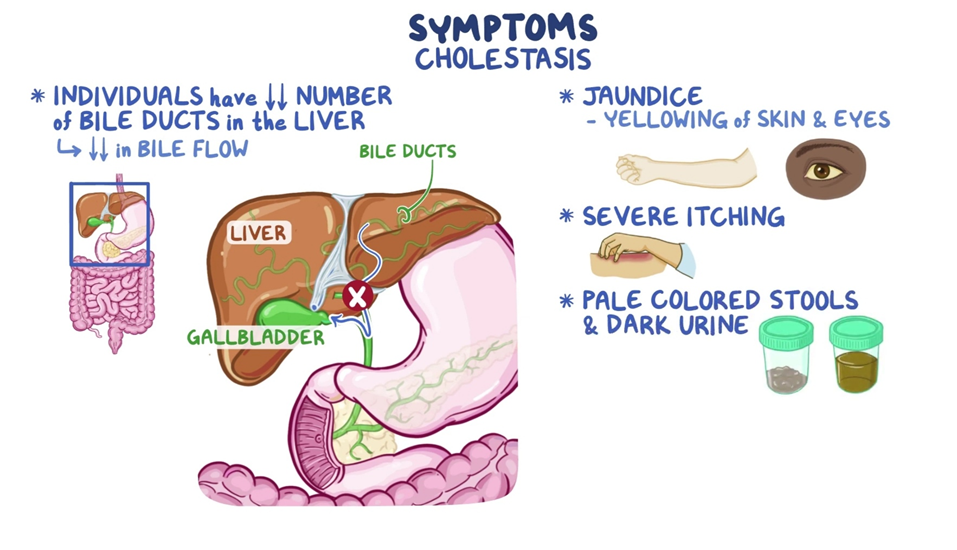 SYMPTOMS
CHOLESTASIS
* INDIVIDUALS have ↓↓ NUMBER
of BILE DUCTS in the LIVER
↳ ↓↓ in BILE FLOW
BILE DUCTS
LIVER
X
GALLBLADDER
* JAUNDICE
- YELLOWING of SKIN & EYES
* SEVERE ITCHING
* PALE COLORED STOOLS
& DARK URINE